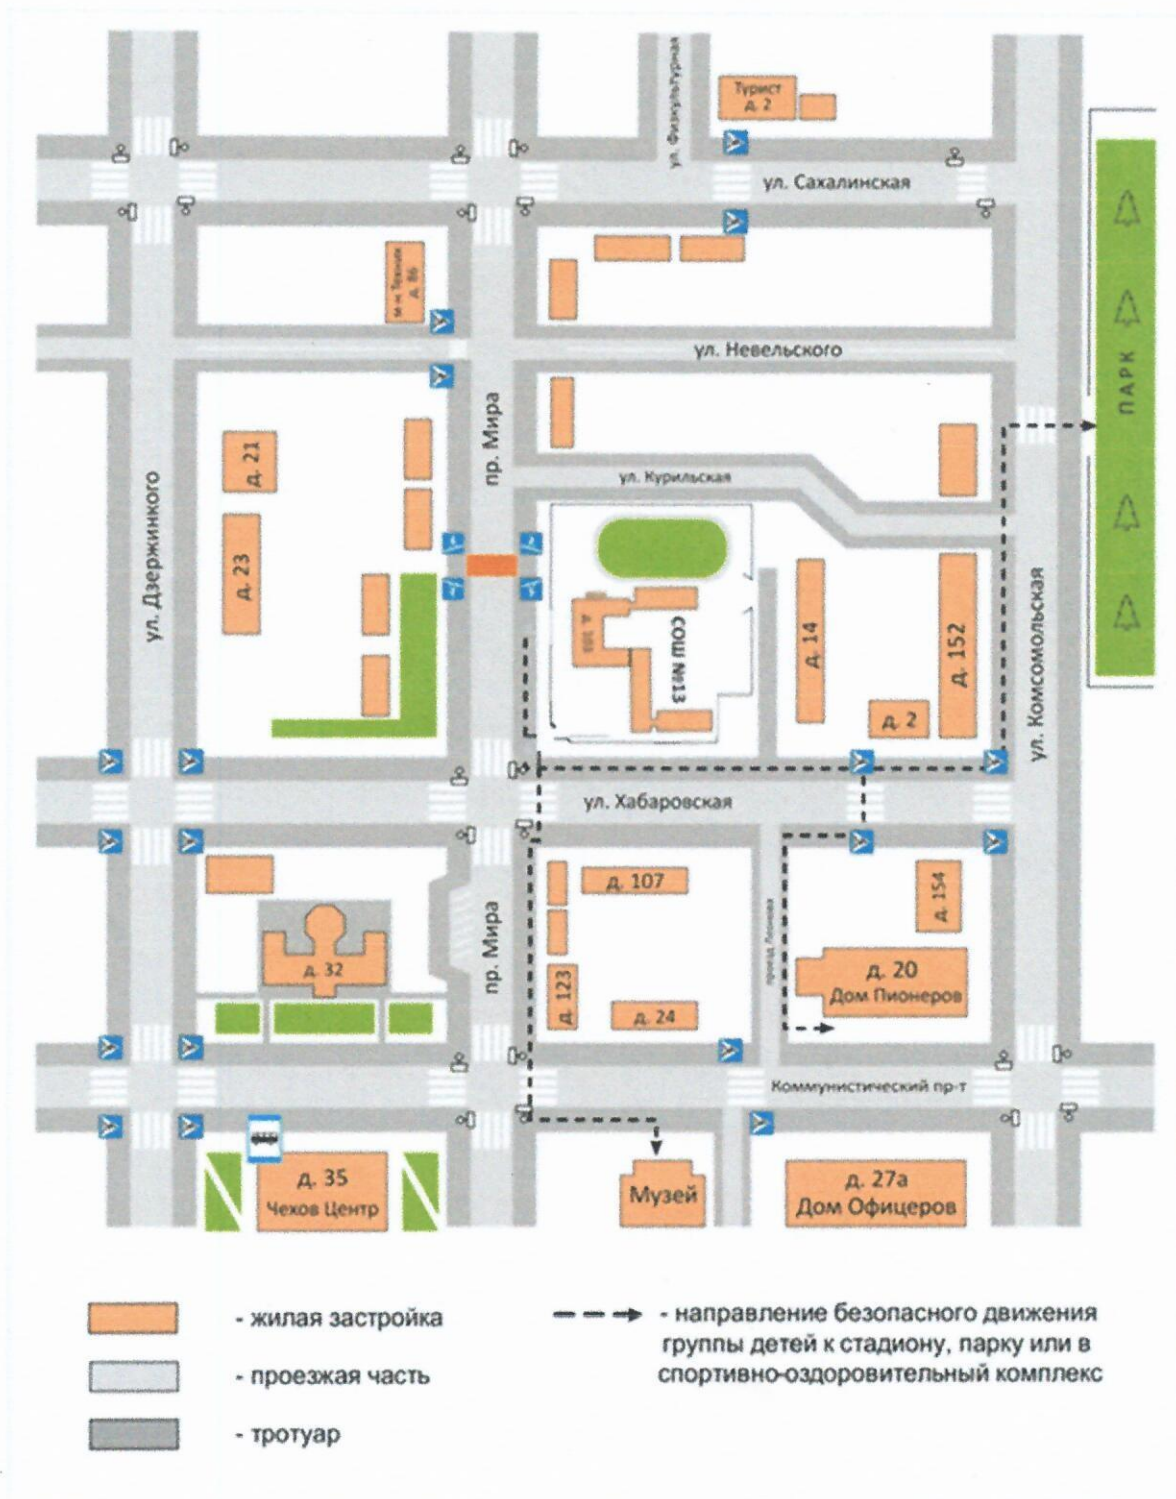 ул. Физкультурная
Турист
д. 2
ул. Сахалинская
м-н Техник
д. 86
ул. Невельского
ПАРК
пр. Мира
д. 21
ул. Курильская
ул. Дзержинкого
д. 23
СОШ №13
д. 14
д. 152
ул. Комсомольская
д. 2
ул. Хабаровская
д. 107
д. 154
пр. Мира
проезд Леонова
д. 32
д. 20
Дом Пионеров
д. 123
д. 24
Коммунистический пр-т
д. 35
Чехов Центр
Музей
д. 27а
Дом Офицеров
- жилая застройка
- проезжая часть
- тротуар
- направление безопасного движения
группы детей к стадиону, парку или в
спортивно-оздоровительный комплекс